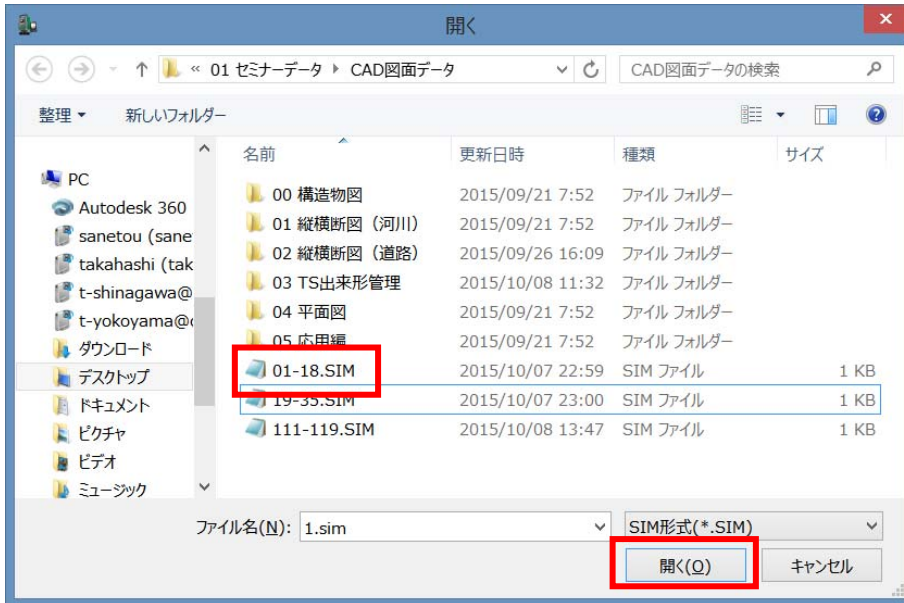 開く
« 01 セミナーデータ ▸ CAD図面データ
CAD図面データの検索
整理 新しいフォルダー
名前 更新日時 種類 サイズ
PC
Autodesk 360
sanetou (sane
takahashi (tak
t-shinagawa@
t-yokoyama@
ダウンロード
デスクトップ
ドキュメント
ピクチャ
ビデオ
ミュージック
00 構造物図 2015/09/21 7:52 ファイル フォルダー
01 縦横断図（河川） 2015/09/21 7:52 ファイル フォルダー
02 縦横断図（道路） 2015/09/26 16:09 ファイル フォルダー
03 TS出来形管理 2015/10/08 11:32 ファイル フォルダー
04 平面図 2015/09/21 7:52 ファイル フォルダー
05 応用編 2015/09/21 7:52 ファイル フォルダー
01-18.SIM 2015/10/07 22:59 SIM ファイル 1 KB
19-35.SIM 2015/10/07 23:00 SIM ファイル 1 KB
111-119.SIM 2015/10/08 13:47 SIM ファイル 1 KB
ファイル名(N): 1.sim SIM形式(*.SIM)
開く(O) キャンセル